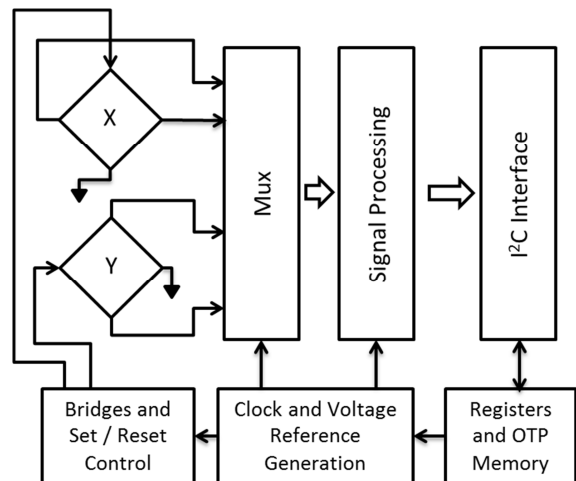 X
Y
Mux
Signal Processing
I²C Interface
Bridges and
Set / Reset
Control
Clock and Voltage
Reference
Generation
Registers
and OTP
Memory